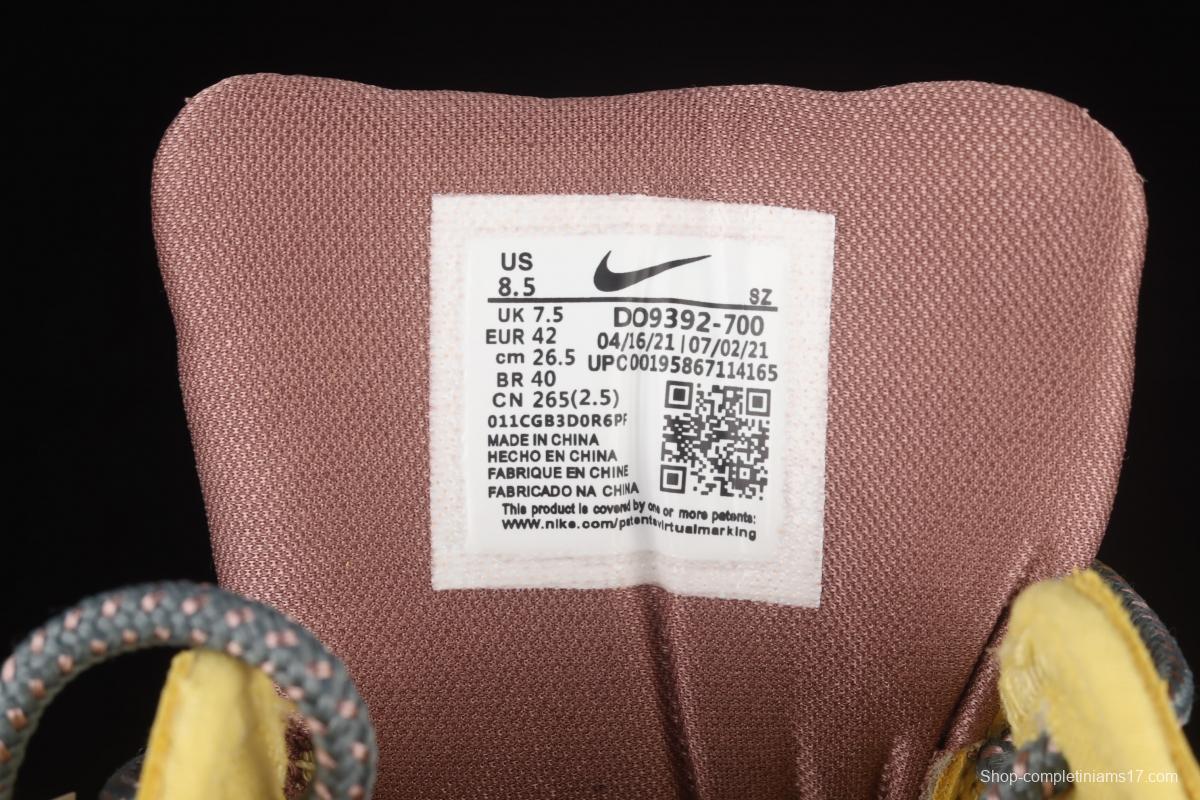 US
8.5
SZ
UK 7.5
EUR 42
cm 26.5
BR 40
CN 265(2.5)
DO9392-700
04/16/21 | 07/02/21
UPC00195867114165
011CGB3D0R6PF
MADE IN CHINA
HECHO EN CHINA
FABRIQUE EN CHINE
FABRICADO NA CHINA
This product is covered by one or more patents:
www.nike.com/patentsvirtualmarking
Shop-completiniams17.com